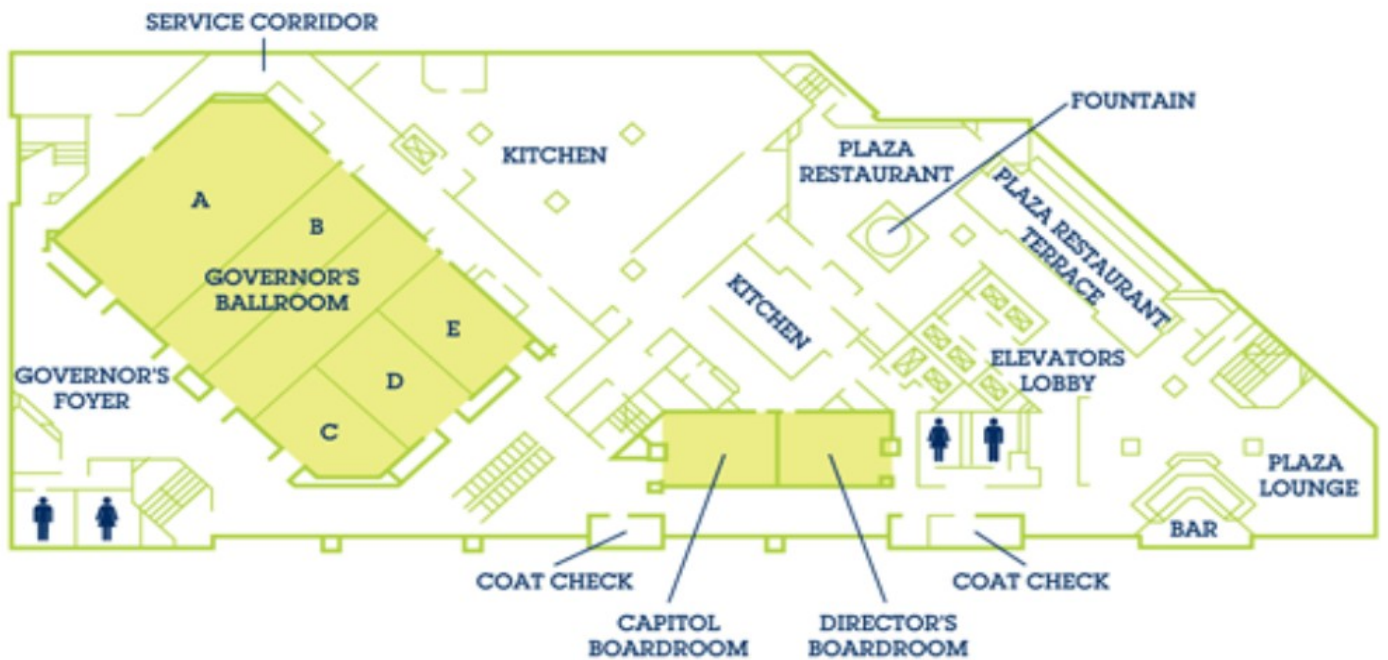 SERVICE CORRIDOR
FOUNTAIN
KITCHEN
PLAZA
RESTAURANT
PLAZA RESTAURANT
TERRACE
A
B
GOVERNOR'S
BALLROOM
KITCHEN
E
D
C
ELEVATORS
LOBBY
GOVERNOR'S
FOYER
PLAZA
LOUNGE
BAR
COAT CHECK
COAT CHECK
CAPITOL
BOARDROOM
DIRECTOR'S
BOARDROOM